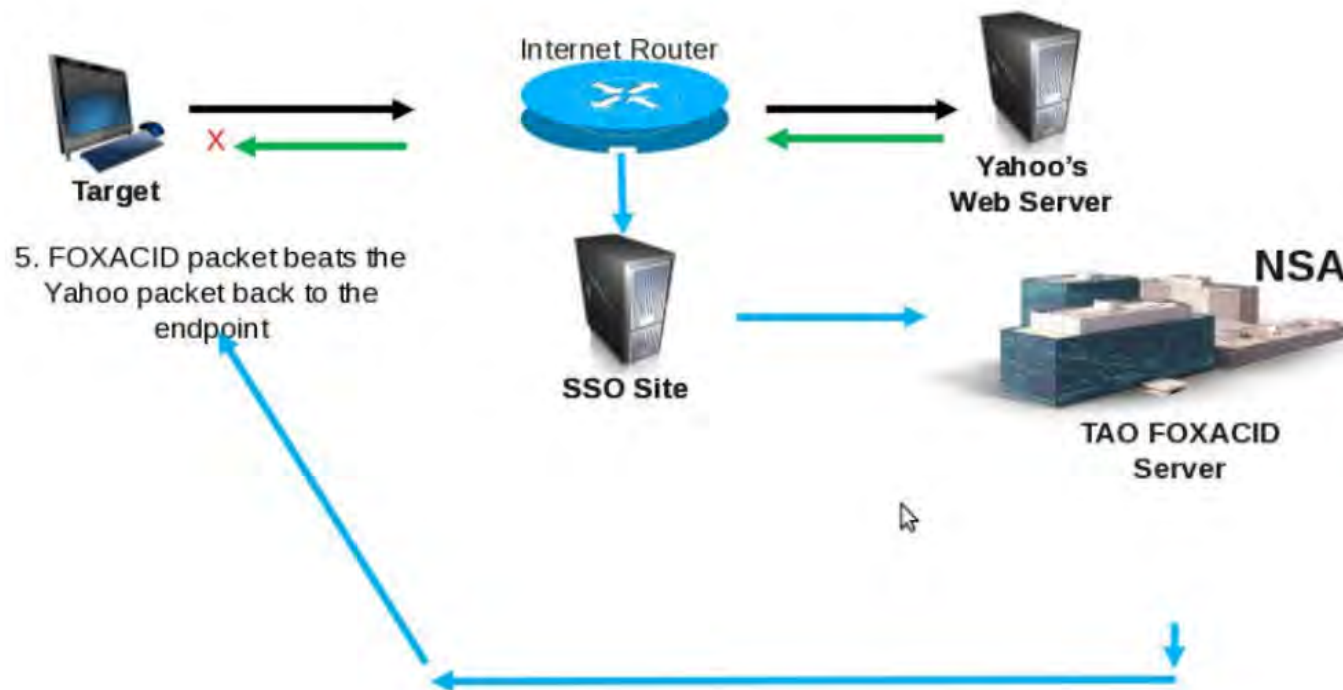 Internet Router
Target
Yahoo's
Web Server
5. FOXACID packet beats the
Yahoo packet back to the
endpoint
X
SSO Site
NSA
TAO FOXACID
Server